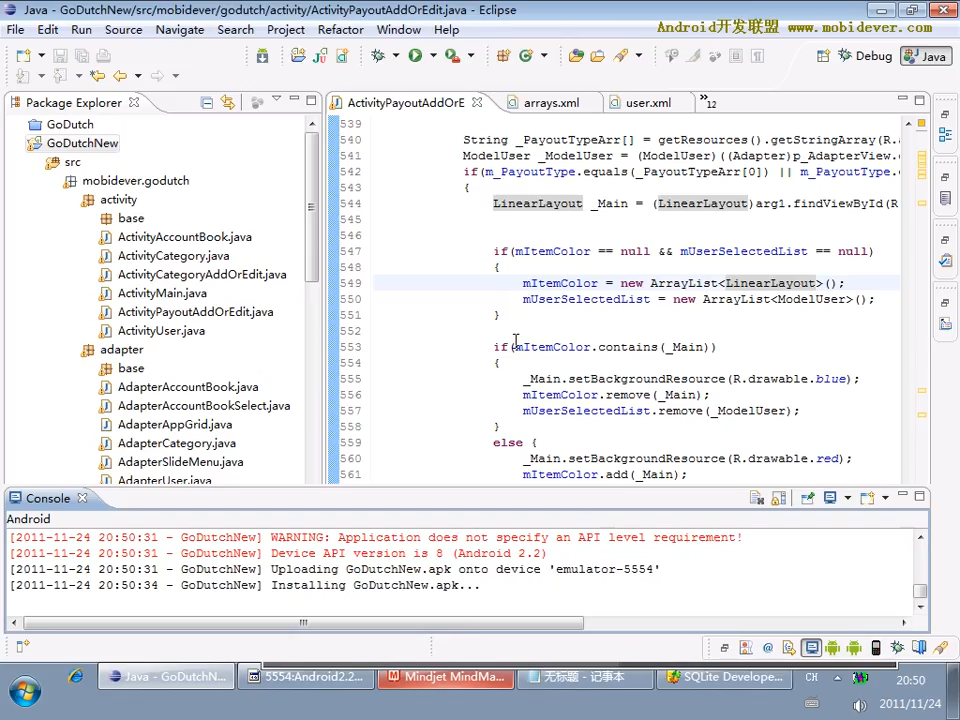 Java - GoDutchNew/src/mobidever/godutch/activity/ActivityPayoutAddOrEdit.java - Eclipse
File Edit Run Source Navigate Search Project Refactor Window Help
Android开发联盟 www.mobidever.com
Debug Java
Package Explorer
ActivityPayoutAddOrE arrays.xml user.xml »12
GoDutch
GoDutchNew
src
mobidever.godutch
activity
base
ActivityAccountBook.java
ActivityCategory.java
ActivityCategoryAddOrEdit.java
ActivityMain.java
ActivityPayoutAddOrEdit.java
ActivityUser.java
adapter
base
AdapterAccountBook.java
AdapterAccountBookSelect.java
AdapterAppGrid.java
AdapterCategory.java
AdapterSlideMenu.java
AdapterUser.java
539
540 String _PayoutTypeArr[] = getResources().getStringArray(R.
541 ModelUser _ModelUser = (ModelUser)((Adapter)p_AdapterView.
542 if(m_PayoutType.equals(_PayoutTypeArr[0]) || m_PayoutType.
543 {
544 LinearLayout _Main = (LinearLayout)arg1.findViewById(R
545
546
547 if(mItemColor == null && mUserSelectedList == null)
548 {
549 mItemColor = new ArrayList<LinearLayout>();
550 mUserSelectedList = new ArrayList<ModelUser>();
551 }
552
553 if(mItemColor.contains(_Main))
554 {
555 _Main.setBackgroundResource(R.drawable.blue);
556 mItemColor.remove(_Main);
557 mUserSelectedList.remove(_ModelUser);
558 }
559 else {
560 _Main.setBackgroundResource(R.drawable.red);
561 mItemColor.add(_Main);
Console
Android
[2011-11-24 20:50:31 - GoDutchNew] WARNING: Application does not specify an API level requirement!
[2011-11-24 20:50:31 - GoDutchNew] Device API version is 8 (Android 2.2)
[2011-11-24 20:50:31 - GoDutchNew] Uploading GoDutchNew.apk onto device 'emulator-5554'
[2011-11-24 20:50:34 - GoDutchNew] Installing GoDutchNew.apk...
Java - GoDutchN... 5554:Android2.2... Mindjet MindMa... 无标题 - 记事本 SQLite Develope... CH 20:50
2011/11/24